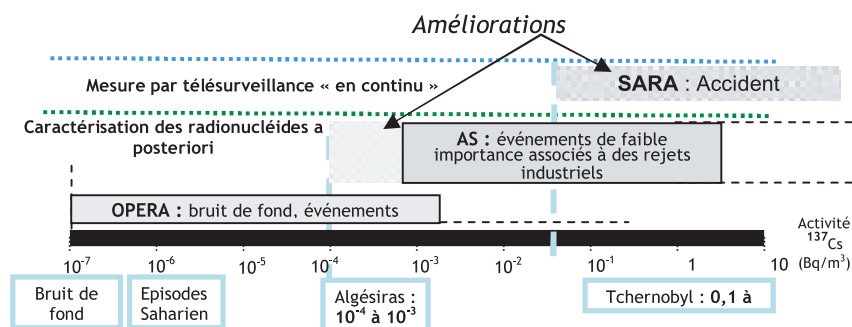 Améliorations
Mesure par télésurveillance « en continu »
SARA : Accident
Caractérisation des radionucléides a
posteriori
AS : événements de faible
importance associés à des rejets
industriels
OPERA : bruit de fond, événements
Activité
¹³⁷Cs
(Bq/m³)
10⁻⁷ 10⁻⁶ 10⁻⁵ 10⁻⁴ 10⁻³ 10⁻² 10⁻¹ 1 10
Bruit de
fond
Episodes
Saharien
Algésiras :
10⁻⁴ à 10⁻³
Tchernobyl : 0,1 à